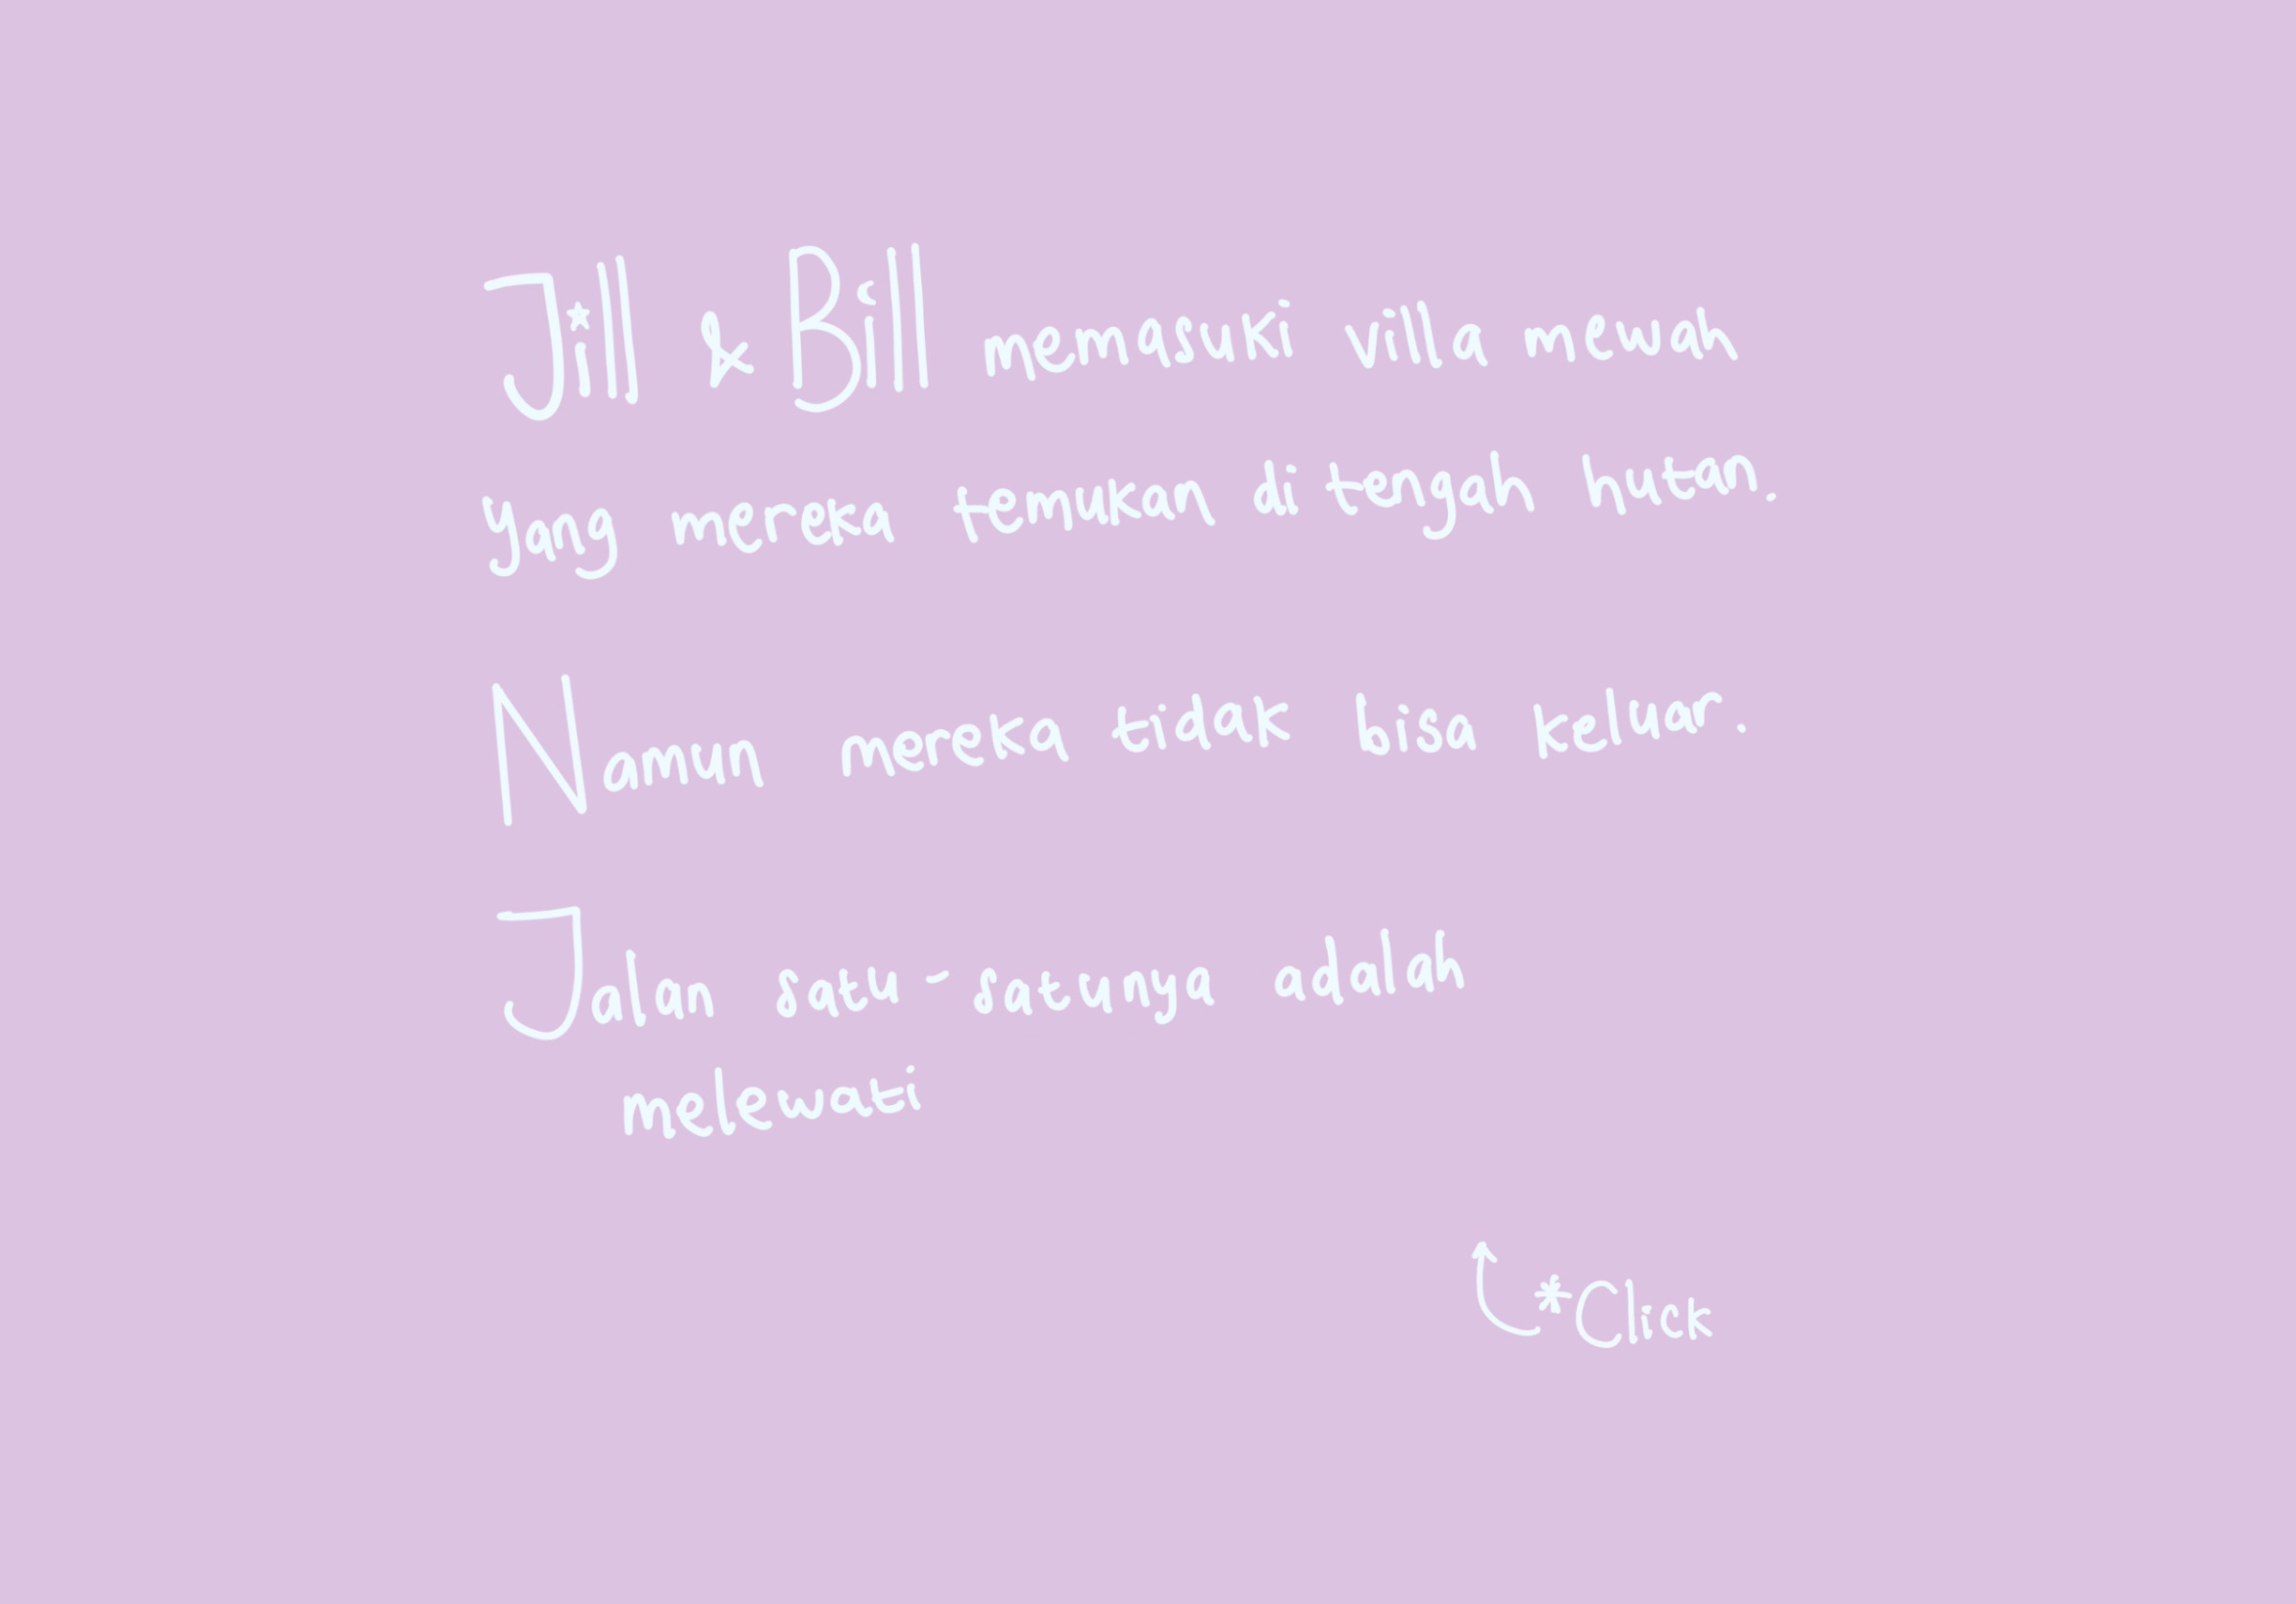 Jill & Bill memasuki villa mewah
yang mereka temukan di tengah hutan.
Namun mereka tidak bisa keluar.
Jalan satu-satunya adalah
melewati
*Click